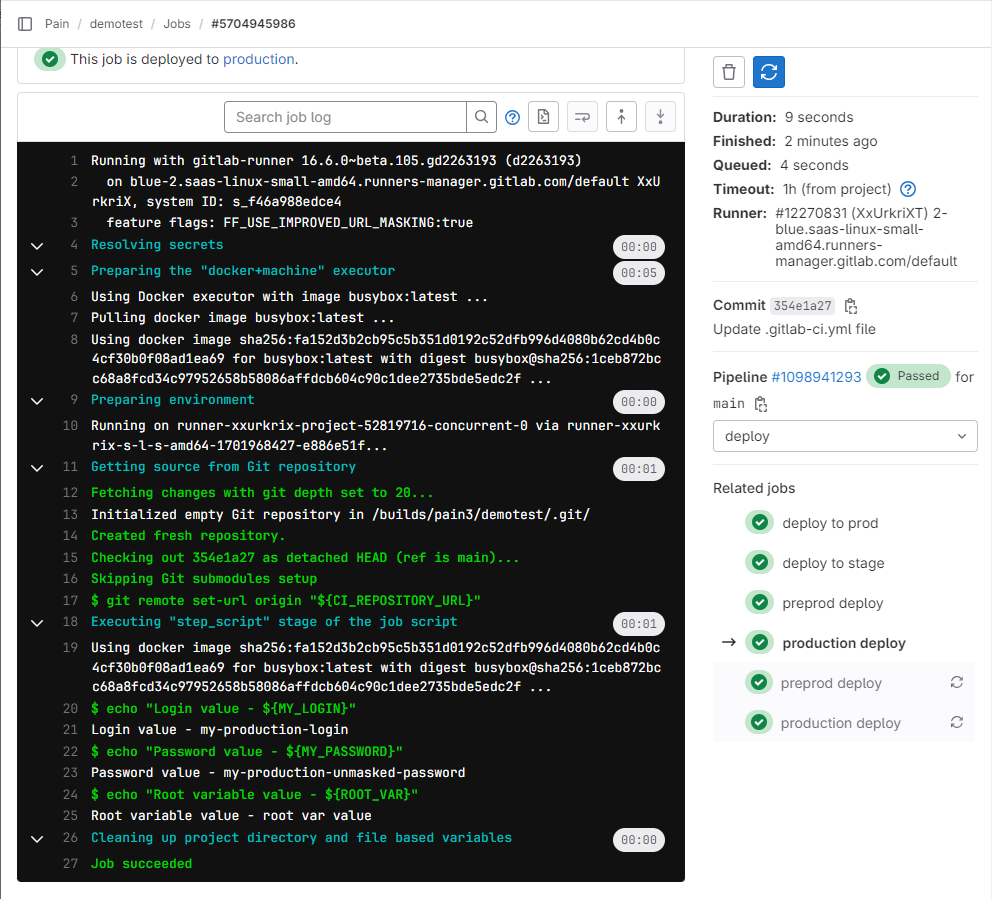 Pain / demotest / Jobs / #5704945986
This job is deployed to production.
Search job log
1 Running with gitlab-runner 16.6.0~beta.105.gd2263193 (d2263193)
2 on blue-2.saas-linux-small-amd64.runners-manager.gitlab.com/default XxU
rkriX, system ID: s_f46a988edce4
3 feature flags: FF_USE_IMPROVED_URL_MASKING:true
4 Resolving secrets 00:00
5 Preparing the "docker+machine" executor 00:05
6 Using Docker executor with image busybox:latest ...
7 Pulling docker image busybox:latest ...
8 Using docker image sha256:fa152d3b2cb95c5b351d0192c52dfb996d4080b62cd4b0c
4cf30b0f08ad1ea69 for busybox:latest with digest busybox@sha256:1ceb872bc
c68a8fcd34c97952658b58086affdcb604c90c1dee2735bde5edc2f ...
9 Preparing environment 00:00
10 Running on runner-xxurkrix-project-52819716-concurrent-0 via runner-xxurk
rix-s-l-s-amd64-1701968427-e886e51f...
11 Getting source from Git repository 00:01
12 Fetching changes with git depth set to 20...
13 Initialized empty Git repository in /builds/pain3/demotest/.git/
14 Created fresh repository.
15 Checking out 354e1a27 as detached HEAD (ref is main)...
16 Skipping Git submodules setup
17 $ git remote set-url origin "${CI_REPOSITORY_URL}"
18 Executing "step_script" stage of the job script 00:01
19 Using docker image sha256:fa152d3b2cb95c5b351d0192c52dfb996d4080b62cd4b0c
4cf30b0f08ad1ea69 for busybox:latest with digest busybox@sha256:1ceb872bc
c68a8fcd34c97952658b58086affdcb604c90c1dee2735bde5edc2f ...
20 $ echo "Login value - ${MY_LOGIN}"
21 Login value - my-production-login
22 $ echo "Password value - ${MY_PASSWORD}"
23 Password value - my-production-unmasked-password
24 $ echo "Root variable value - ${ROOT_VAR}"
25 Root variable value - root var value
26 Cleaning up project directory and file based variables 00:00
27 Job succeeded
Duration: 9 seconds
Finished: 2 minutes ago
Queued: 4 seconds
Timeout: 1h (from project)
Runner: #12270831 (XxUrkriXT) 2-
blue.saas-linux-small-
amd64.runners-
manager.gitlab.com/default
Commit 354e1a27
Update .gitlab-ci.yml file
Pipeline #1098941293 Passed for
main
deploy
Related jobs
deploy to prod
deploy to stage
preprod deploy
→ production deploy
preprod deploy
production deploy